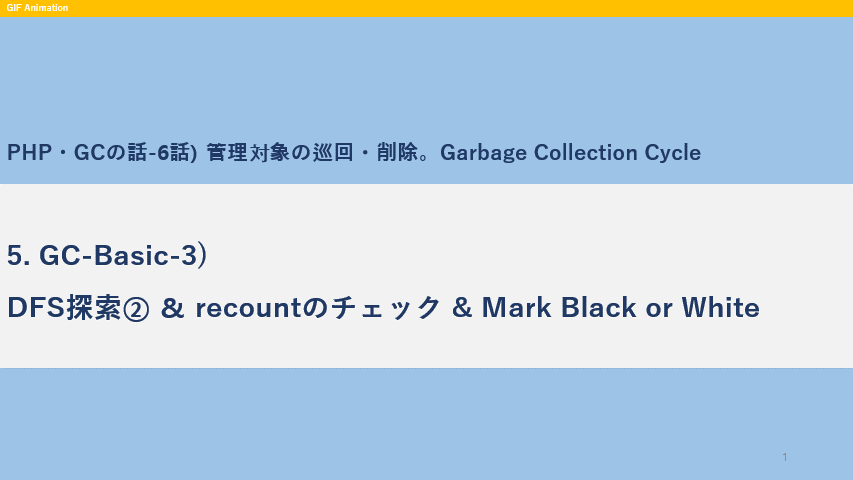 GIF Animation
PHP・GCの話-6話) 管理対象の巡回・削除。Garbage Collection Cycle
5. GC-Basic-3）
DFS探索② ＆ recountのチェック & Mark Black or White
1